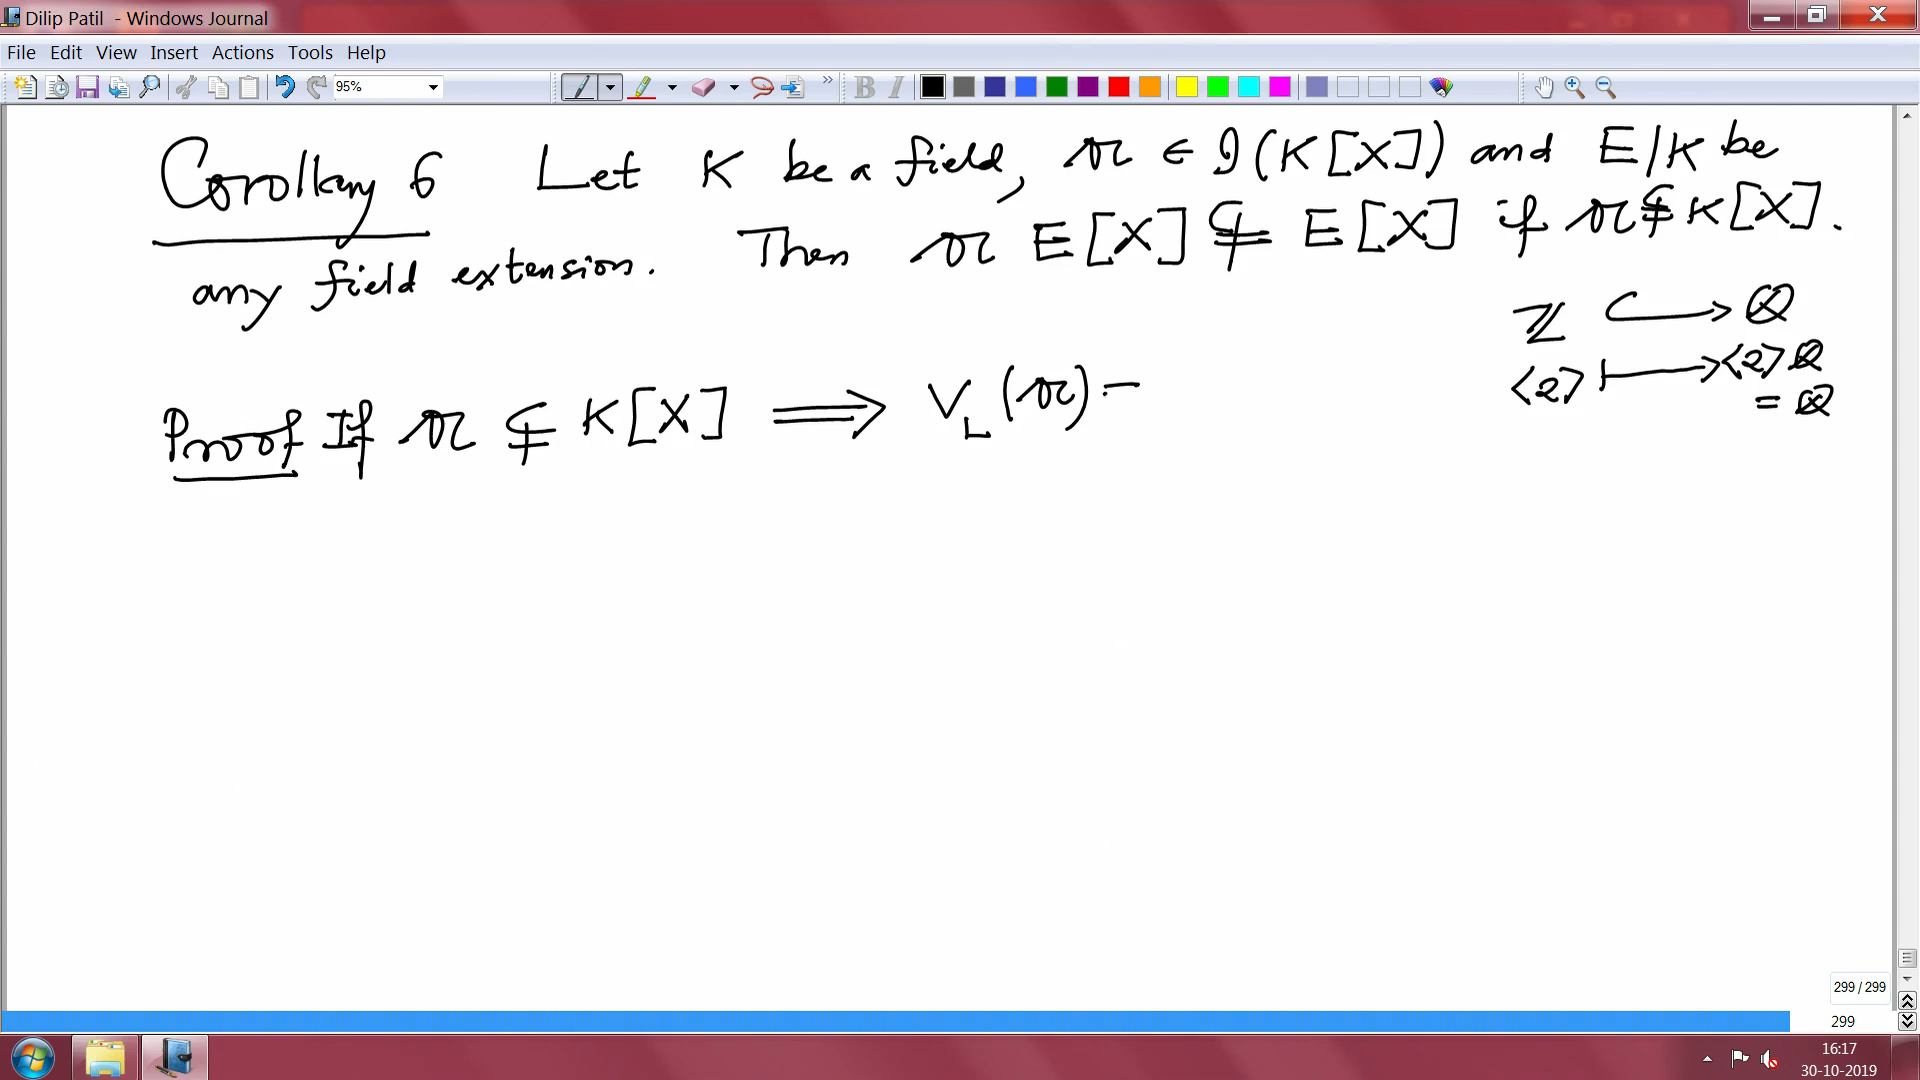 Dilip Patil - Windows Journal
File Edit View Insert Actions Tools Help
95%
B I
Corollary 6 Let K be a field, 𝔄 ∈ 𝓘(K[X]) and E/K be
any field extension. Then 𝔄 E[X] ⊊ E[X] if 𝔄 ⊊ K[X].
ℤ ↪ ℚ
⟨2⟩ ↦ ⟨2⟩ℚ
= ℚ
Proof If 𝔄 ⊊ K[X] ⟹ V_L(𝔄) =
299 / 299
299
16:17
30-10-2019